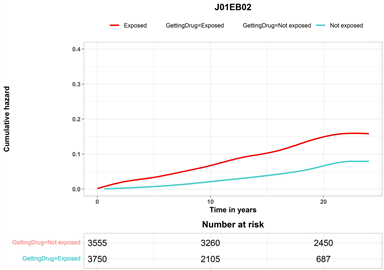 J01EB02
Exposed GettingDrug=Exposed GettingDrug=Not exposed Not exposed
Cumulative hazard
0.4
0.3
0.2
0.1
0.0
0 10 20
Time in years
Number at risk
GettingDrug=Not exposed 3555 3260 2450
GettingDrug=Exposed 3750 2105 687